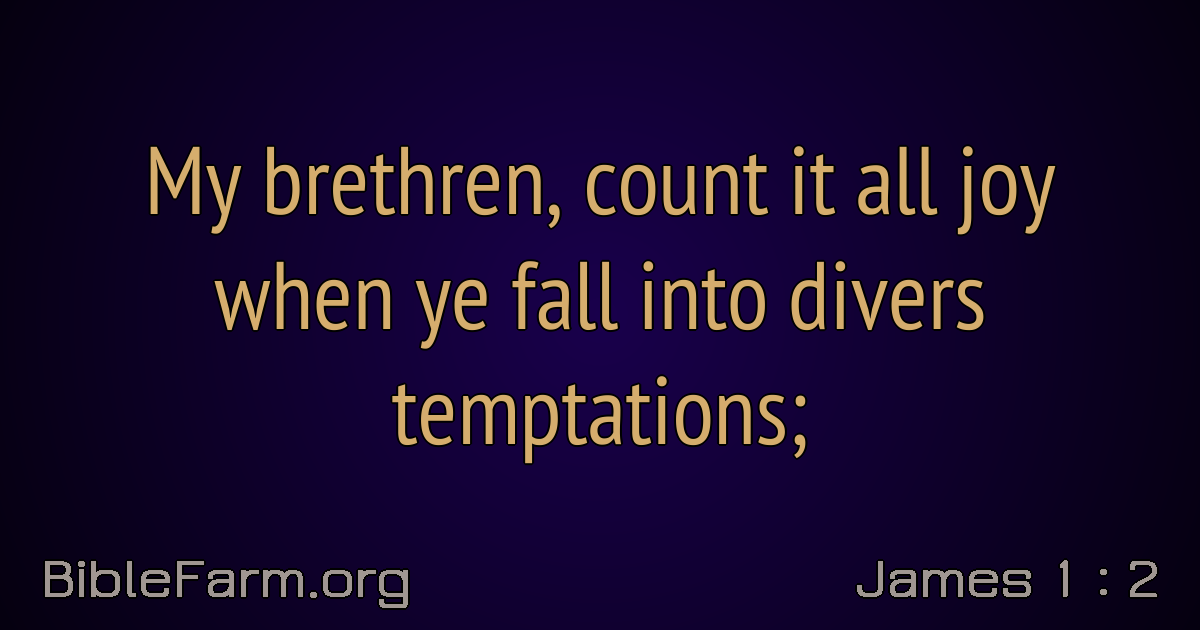 My brethren, count it all joy
when ye fall into divers
temptations;
BibleFarm.org
James 1 : 2